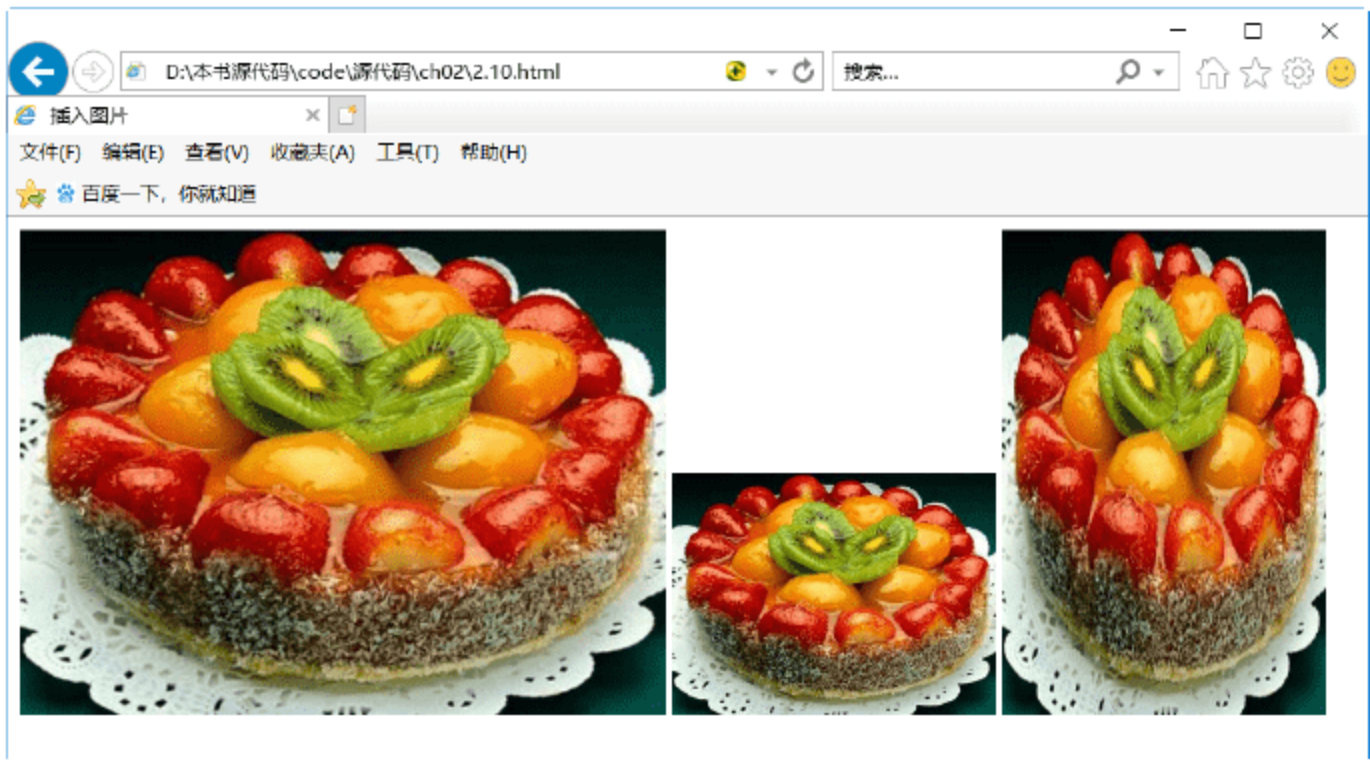 D:\本书源代码\code\源代码\ch02\2.10.html
搜索...
插入图片
文件(F) 编辑(E) 查看(V) 收藏夹(A) 工具(T) 帮助(H)
百度一下，你就知道